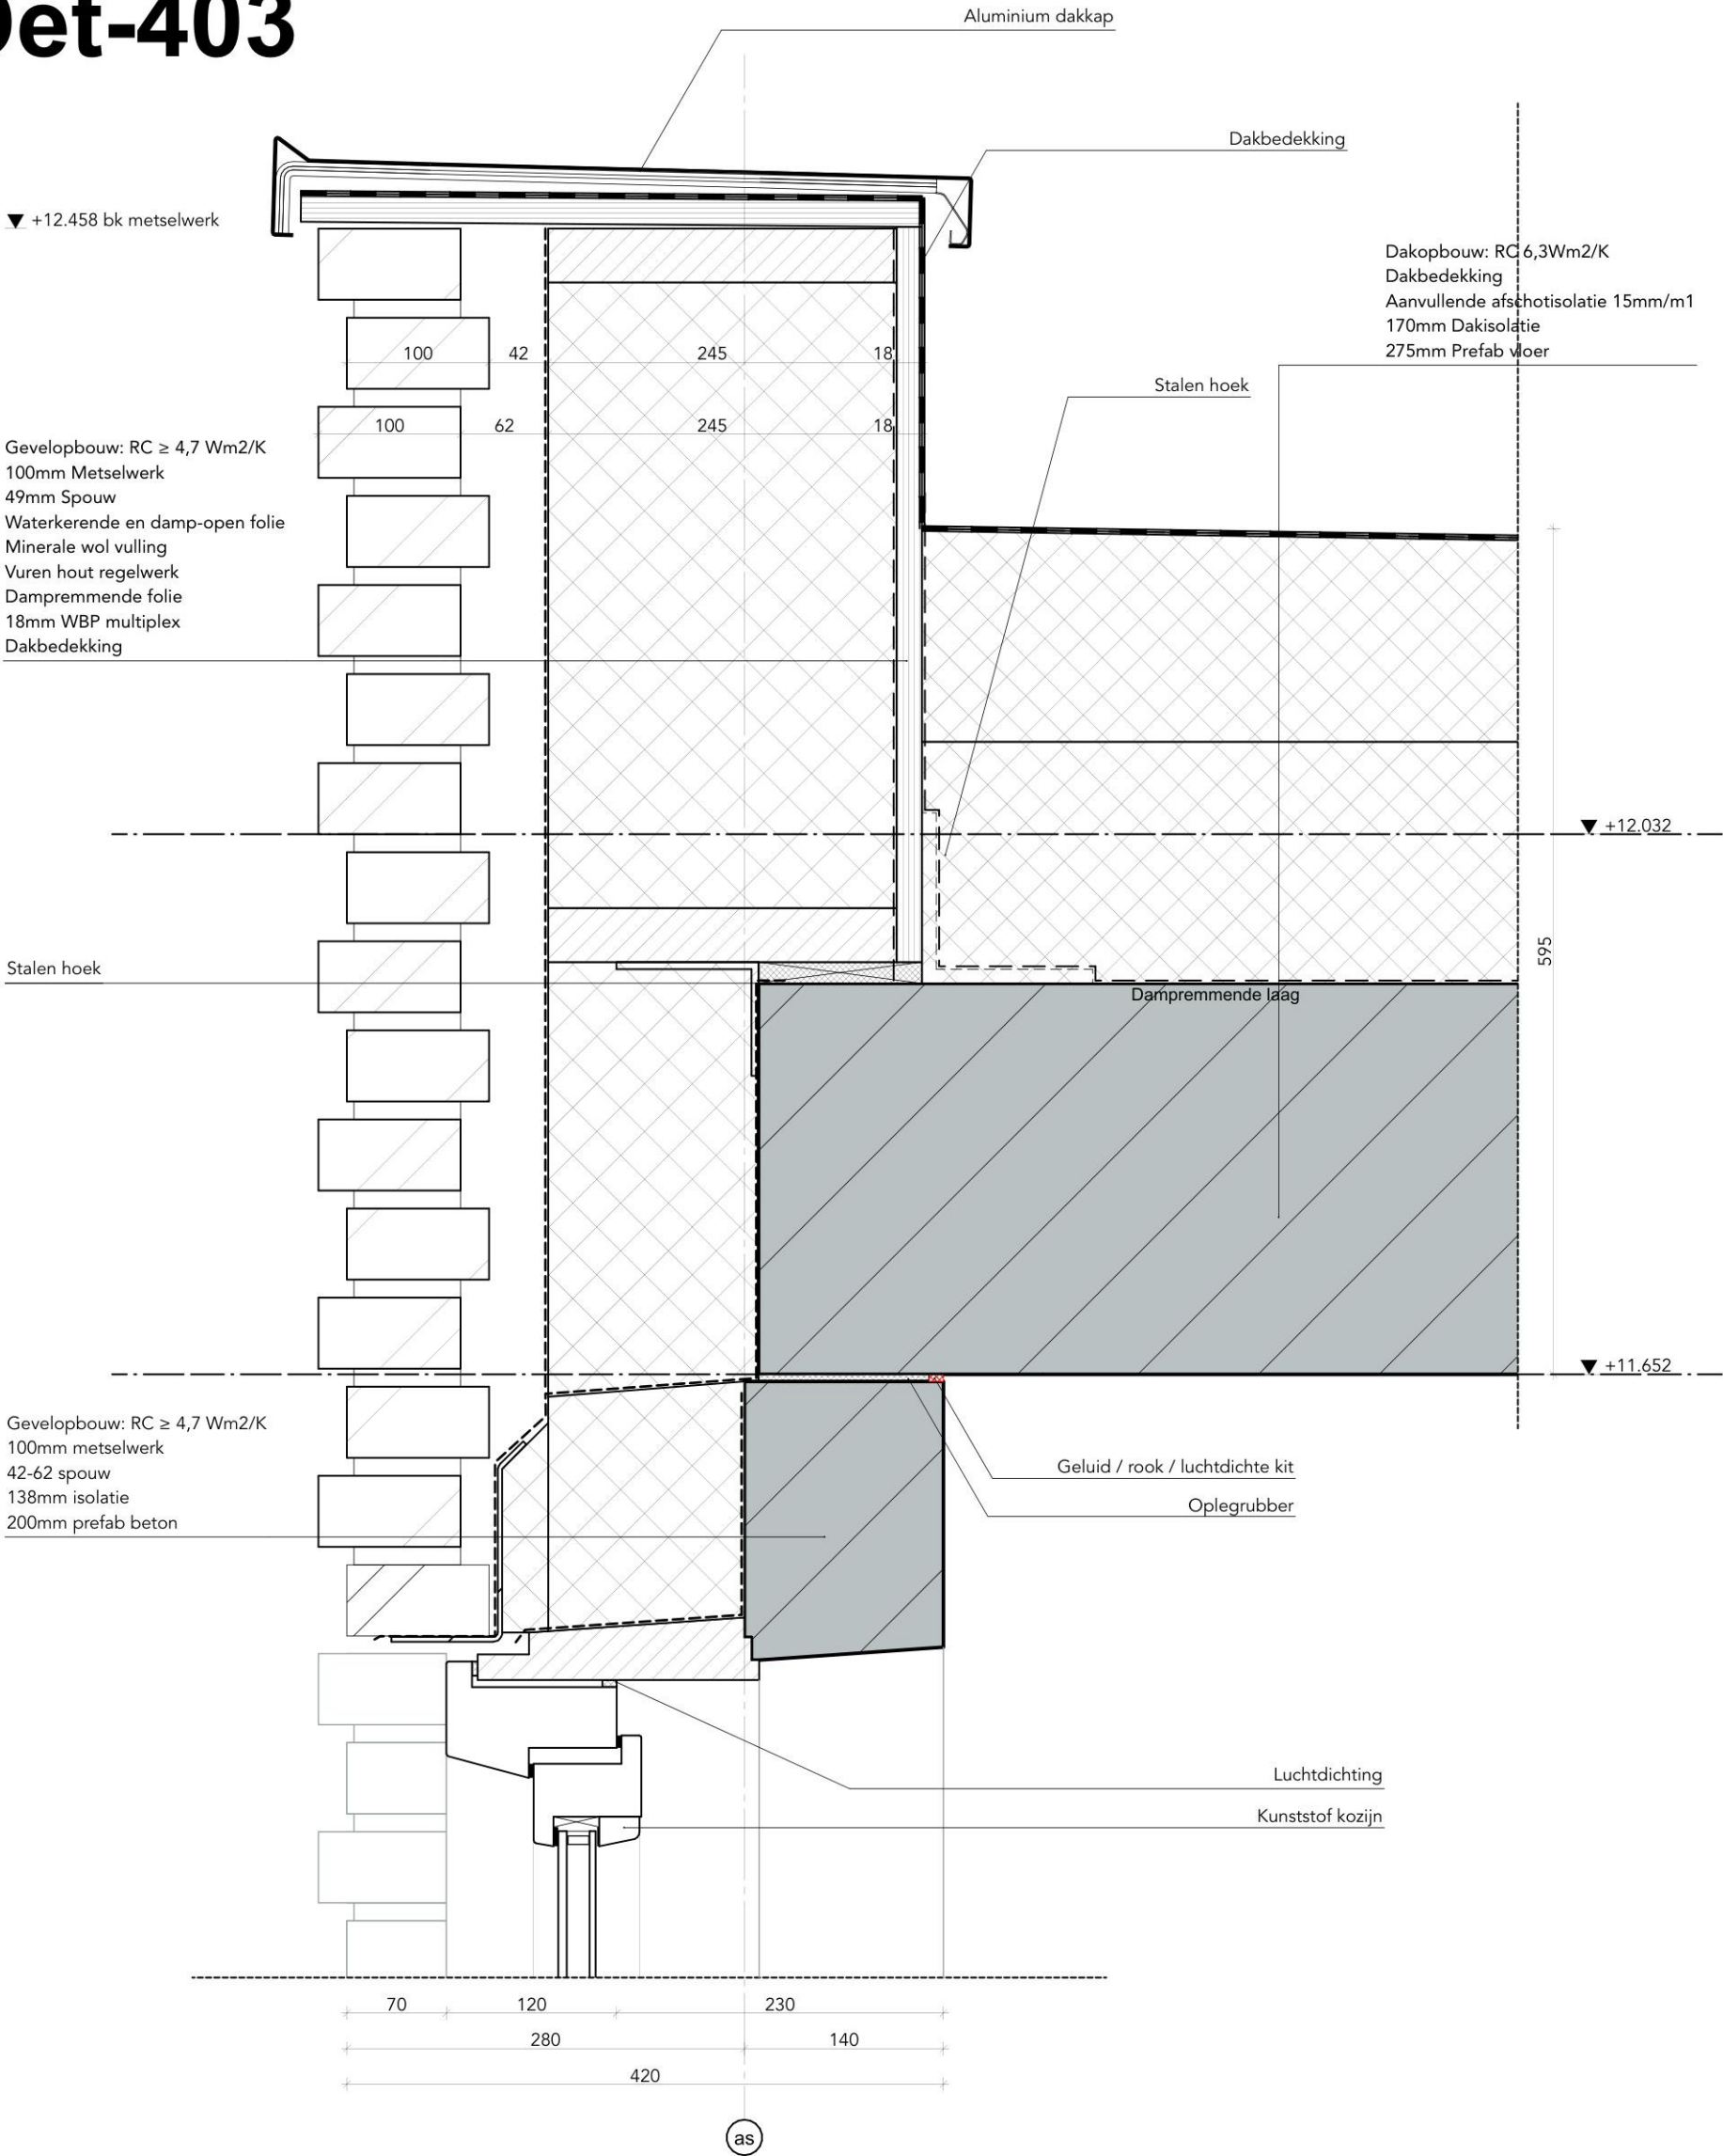 Det-403
Aluminium dakkap
Dakbedekking
+12.458 bk metselwerk
Dakopbouw: RC 6,3Wm2/K
Dakbedekking
Aanvullende afschotisolatie 15mm/m1
170mm Dakisolatie
275mm Prefab vloer
100 42 245 18
Stalen hoek
100 62 245 18
Gevelopbouw: RC ≥ 4,7 Wm2/K
100mm Metselwerk
49mm Spouw
Waterkerende en damp-open folie
Minerale wol vulling
Vuren hout regelwerk
Dampremmende folie
18mm WBP multiplex
Dakbedekking
+12.032
595
Stalen hoek
Dampremmende laag
+11.652
Gevelopbouw: RC ≥ 4,7 Wm2/K
100mm metselwerk
42-62 spouw
138mm isolatie
200mm prefab beton
Geluid / rook / luchtdichte kit
Oplegrubber
Luchtdichting
Kunststof kozijn
70 120 230
280 140
420
as